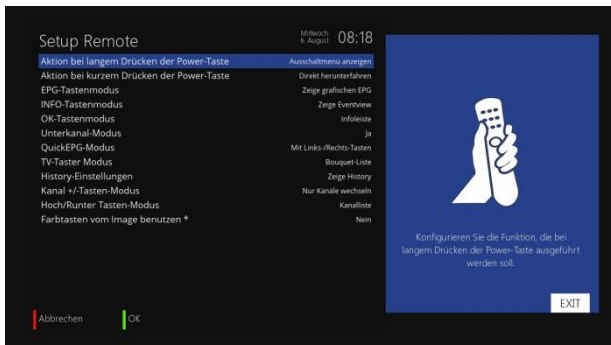 Setup Remote
Mittwoch
6. August
08:18
Aktion bei langem Drücken der Power-Taste Ausschaltmenü anzeigen
Aktion bei kurzem Drücken der Power-Taste Direkt herunterfahren
EPG-Tastenmodus Zeige grafischen EPG
INFO-Tastenmodus Zeige Eventview
OK-Tastenmodus Infoleiste
Unterkanal-Modus Ja
QuickEPG-Modus Mit Links-/Rechts-Tasten
TV-Taster Modus Bouquet-Liste
History-Einstellungen Zeige History
Kanal +/-Tasten-Modus Nur Kanäle wechseln
Hoch/Runter Tasten-Modus Kanalliste
Farbtasten vom Image benutzen * Nein
Konfigurieren Sie die Funktion, die bei
langem Drücken der Power-Taste ausgeführt
werden soll.
EXIT
Abbrechen OK